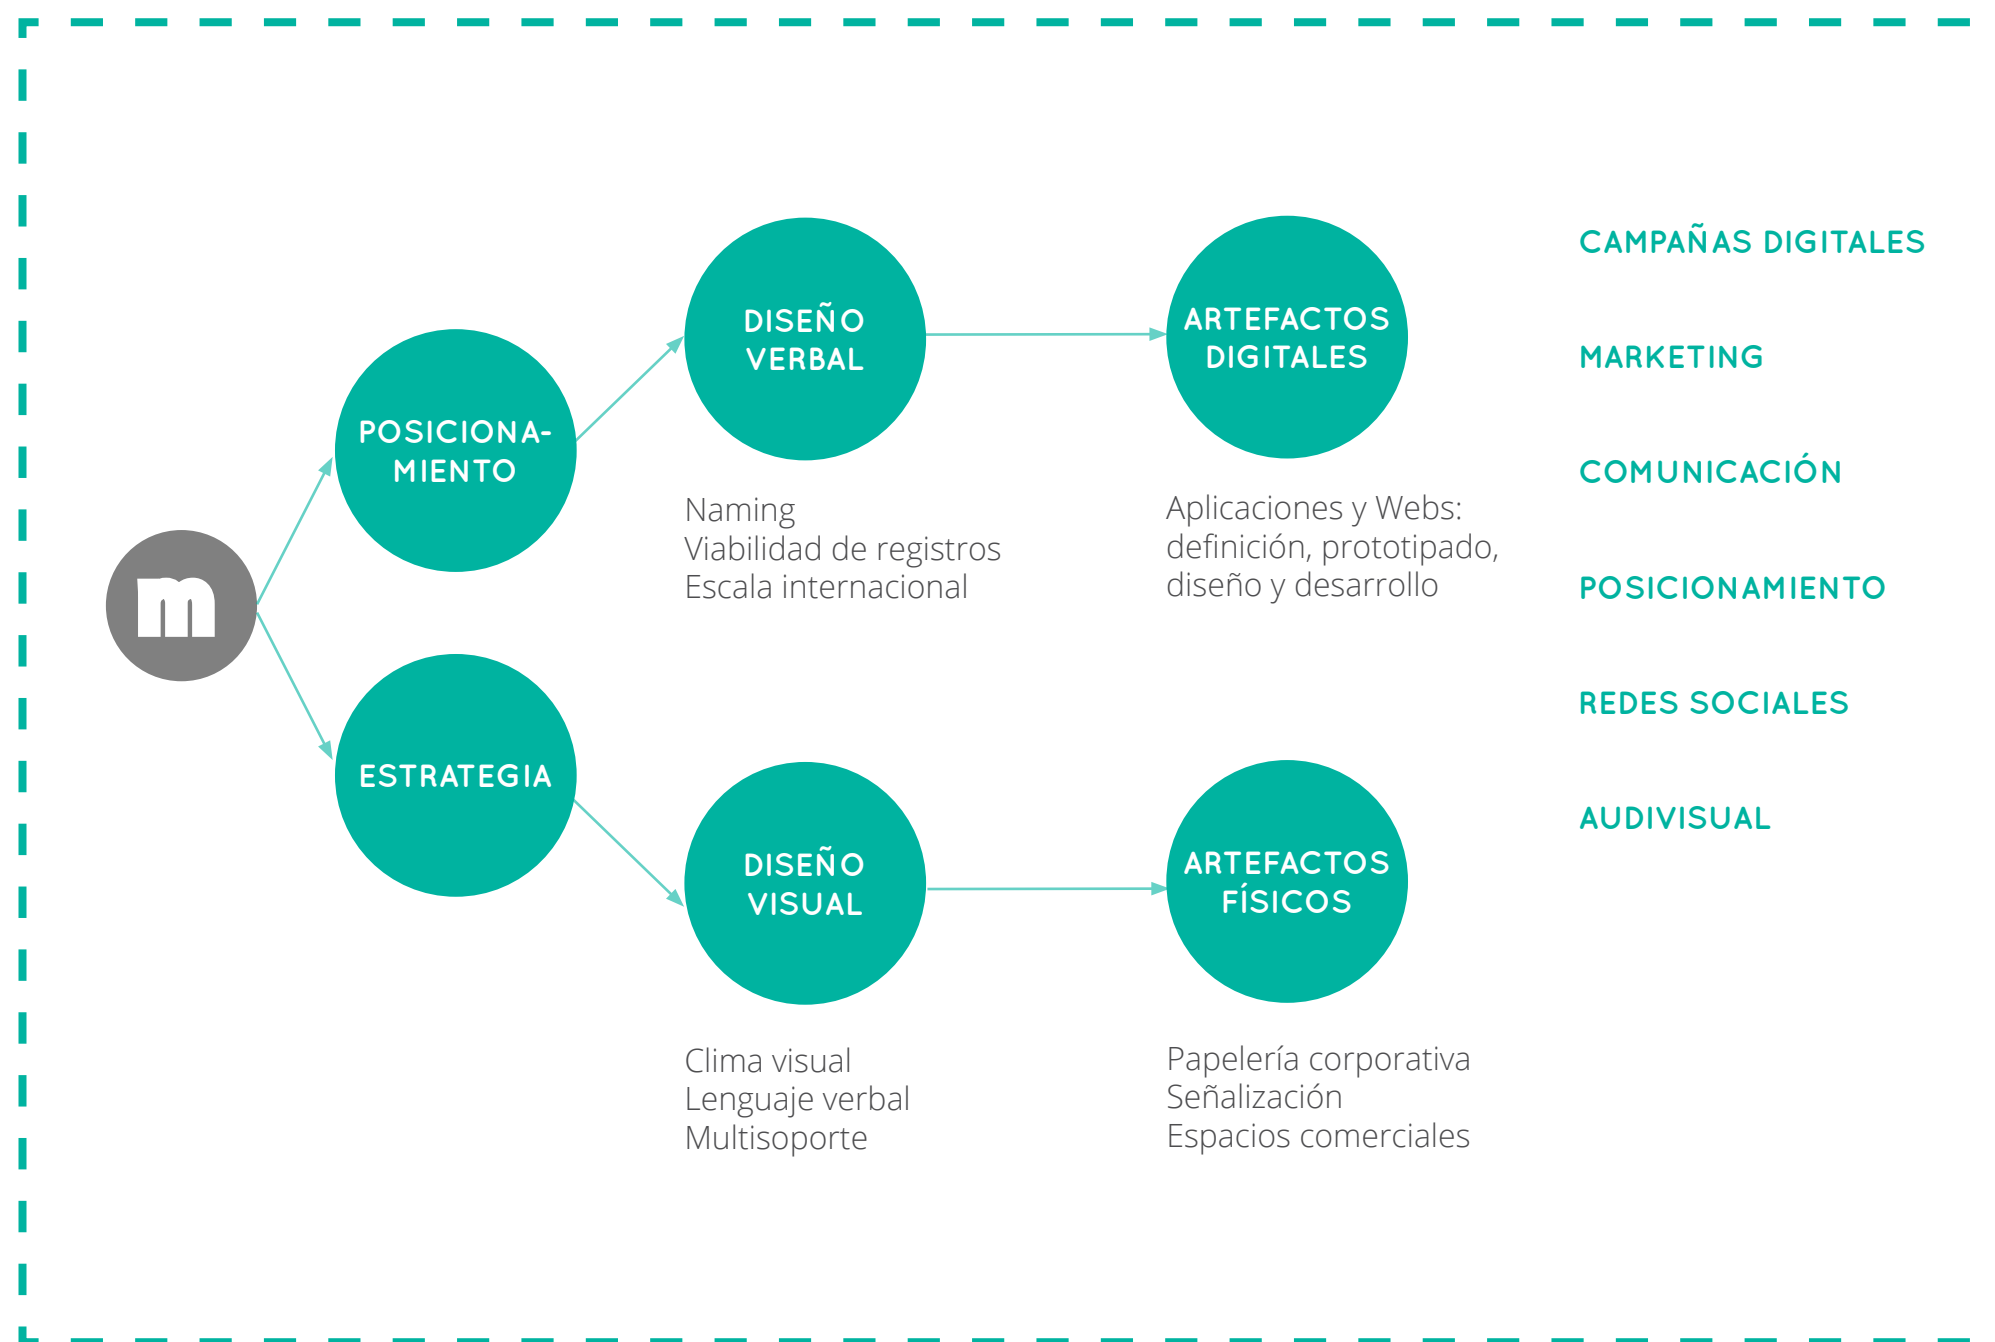 m
POSICIONA-
MIENTO
ESTRATEGIA
DISEÑO
VERBAL
Naming
Viabilidad de registros
Escala internacional
DISEÑO
VISUAL
Clima visual
Lenguaje verbal
Multisoporte
ARTEFACTOS
DIGITALES
Aplicaciones y Webs:
definición, prototipado,
diseño y desarrollo
ARTEFACTOS
FÍSICOS
Papelería corporativa
Señalización
Espacios comerciales
CAMPAÑAS DIGITALES
MARKETING
COMUNICACIÓN
POSICIONAMIENTO
REDES SOCIALES
AUDIVISUAL